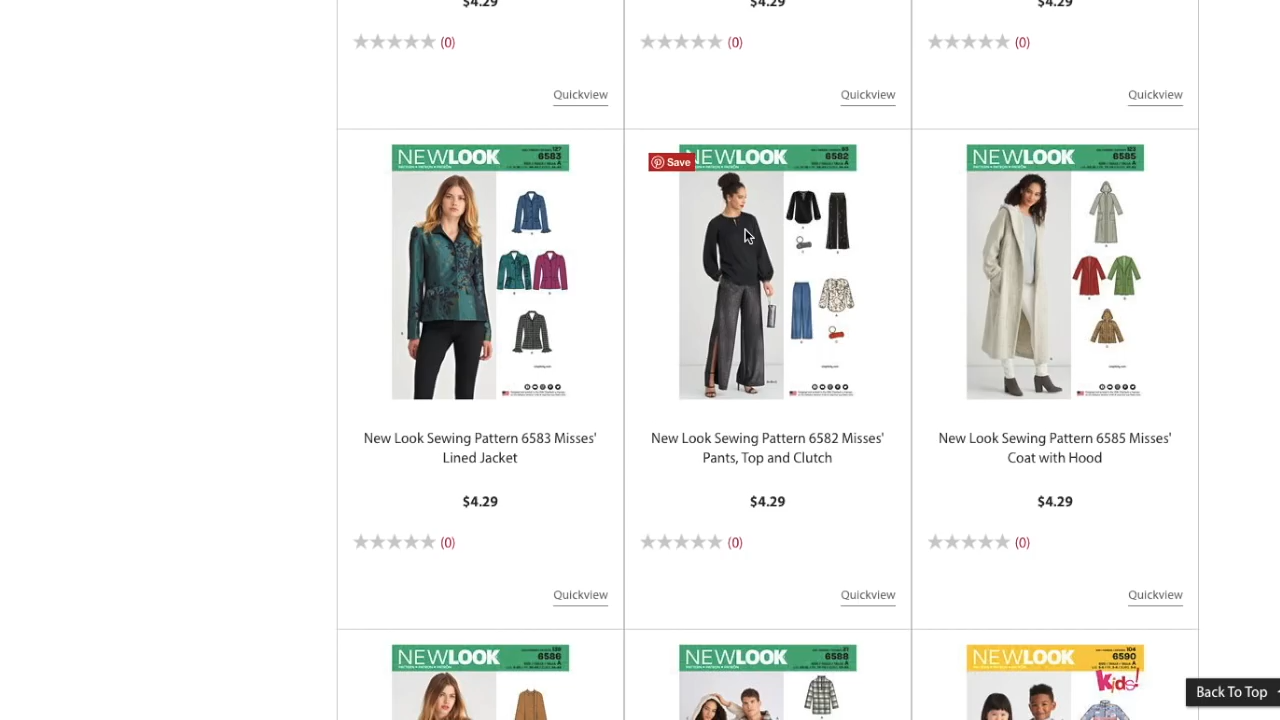 $4.29 $4.29 $4.29
(0) (0) (0)
Quickview Quickview Quickview
NEWLOOK 6583
Save NEWLOOK 6582
NEWLOOK 6585
New Look Sewing Pattern 6583 Misses'
Lined Jacket
$4.29
(0)
Quickview
New Look Sewing Pattern 6582 Misses'
Pants, Top and Clutch
$4.29
(0)
Quickview
New Look Sewing Pattern 6585 Misses'
Coat with Hood
$4.29
(0)
Quickview
NEWLOOK 6586
NEWLOOK 6588
NEWLOOK 6590
Kids!
Back To Top